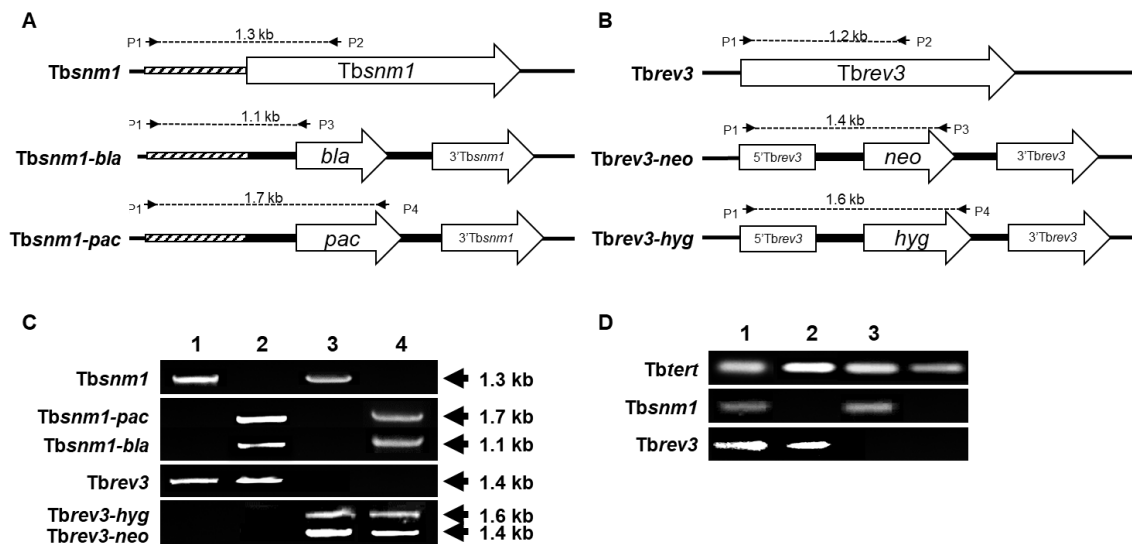 A
P1 1.3 kb P2
Tbsnm1 Tbsnm1
P1 1.1 kb P3
Tbsnm1-bla bla 3'Tbsnm1
P1 1.7 kb P4
Tbsnm1-pac pac 3'Tbsnm1
B
P1 1.2 kb P2
Tbrev3 Tbrev3
P1 1.4 kb P3
Tbrev3-neo 5'Tbrev3 neo 3'Tbrev3
P1 1.6 kb P4
Tbrev3-hyg 5'Tbrev3 hyg 3'Tbrev3
C
1 2 3 4
Tbsnm1 1.3 kb
Tbsnm1-pac 1.7 kb
Tbsnm1-bla 1.1 kb
Tbrev3 1.4 kb
Tbrev3-hyg 1.6 kb
Tbrev3-neo 1.4 kb
D
1 2 3
Tbtert
Tbsnm1
Tbrev3